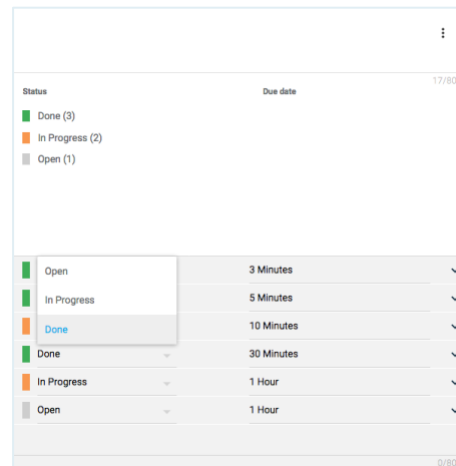 17/80
Status Due date
Done (3)
In Progress (2)
Open (1)
Open 3 Minutes
In Progress 5 Minutes
Done 10 Minutes
Done 30 Minutes
In Progress 1 Hour
Open 1 Hour
0/80